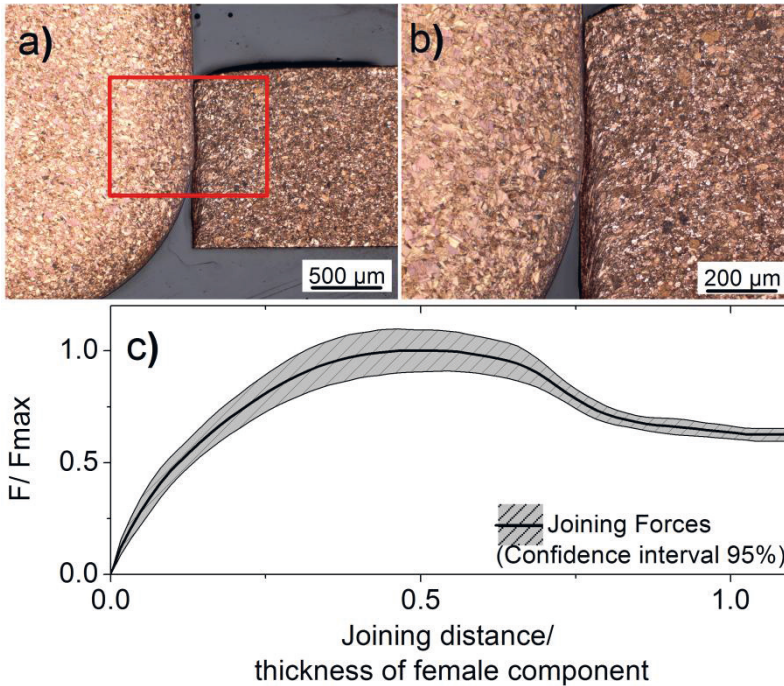 a)
b)
500 µm
200 µm
c)
F/ Fmax
1.0
0.5
0.0
Joining Forces
(Confidence interval 95%)
0.0 0.5 1.0
Joining distance/
thickness of female component